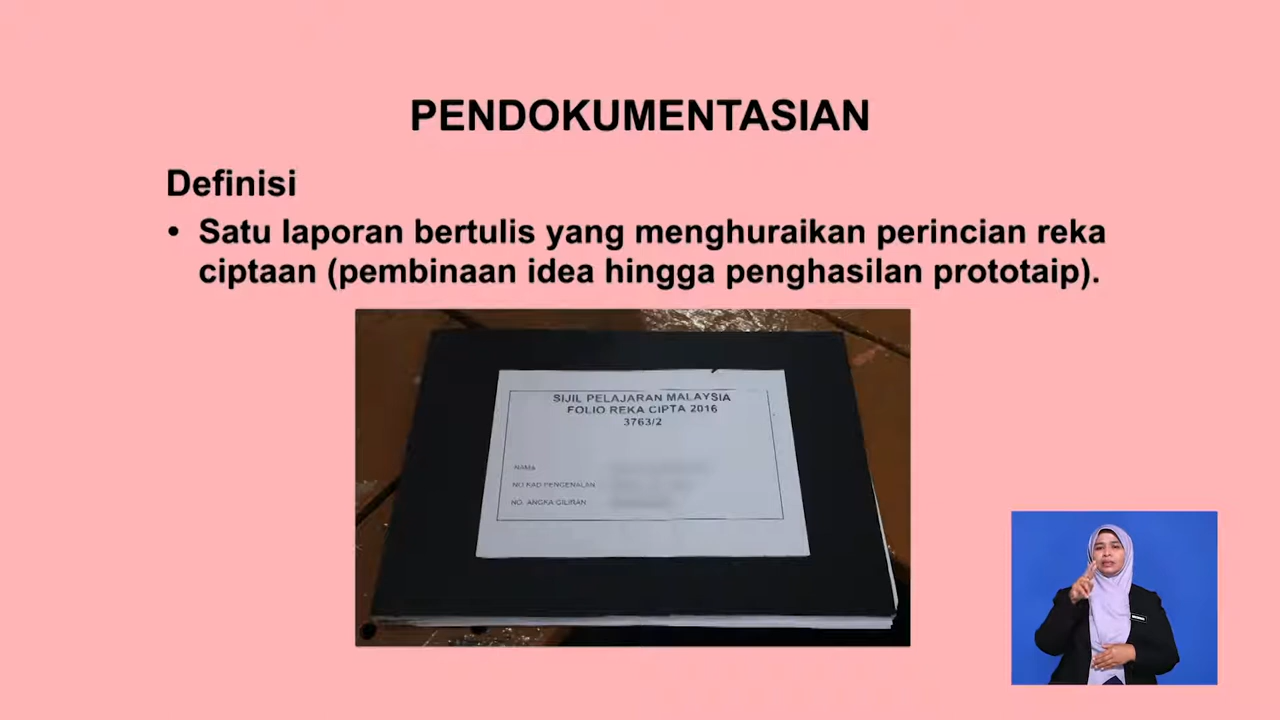 PENDOKUMENTASIAN
Definisi
• Satu laporan bertulis yang menghuraikan perincian reka
ciptaan (pembinaan idea hingga penghasilan prototaip).
SIJIL PELAJARAN MALAYSIA
FOLIO REKA CIPTA 2016
3763/2
NAMA
NO KAD PENGENALAN
NO. ANGKA GILIRAN